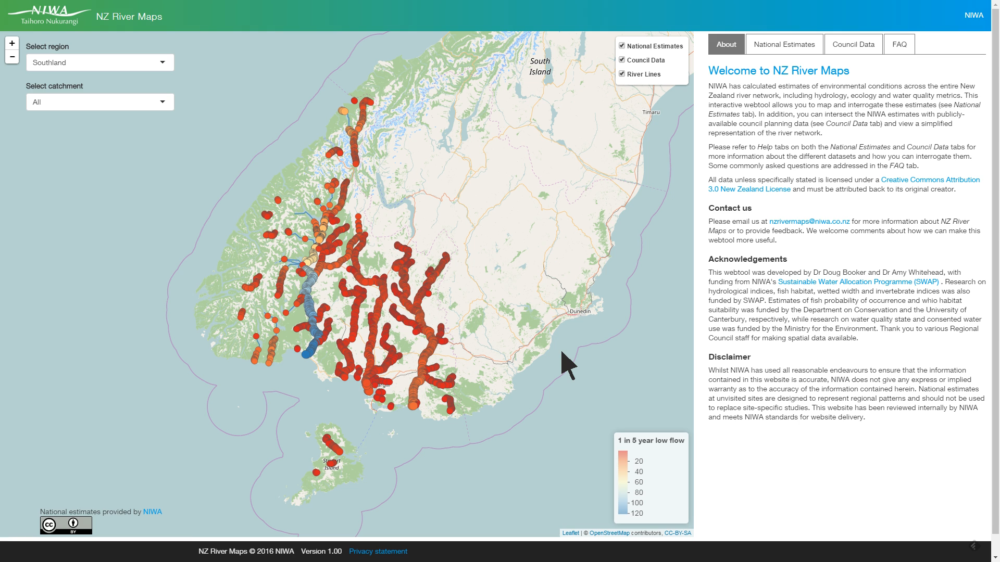 NIWA
Taihoro Nukurangi
NZ River Maps
NIWA
+
−
Select region
Southland
Select catchment
All
South
Island
Timaru
Dunedin
Island
National Estimates
Council Data
River Lines
1 in 5 year low flow
20
40
60
80
100
120
National estimates provided by NIWA
cc
BY
Leaflet | © OpenStreetMap contributors, CC-BY-SA
About
National Estimates
Council Data
FAQ
Welcome to NZ River Maps
NIWA has calculated estimates of environmental conditions across the entire New
Zealand river network, including hydrology, ecology and water quality metrics. This
interactive webtool allows you to map and interrogate these estimates (see National
Estimates tab). In addition, you can intersect the NIWA estimates with publicly-
available council planning data (see Council Data tab) and view a simplified
representation of the river network.
Please refer to Help tabs on both the National Estimates and Council Data tabs for
more information about the different datasets and how you can interrogate them.
Some commonly asked questions are addressed in the FAQ tab.
All data unless specifically stated is licensed under a Creative Commons Attribution
3.0 New Zealand License and must be attributed back to its original creator.
Contact us
Please email us at nzrivermaps@niwa.co.nz for more information about NZ River
Maps or to provide feedback. We welcome comments about how we can make this
webtool more useful.
Acknowledgements
This webtool was developed by Dr Doug Booker and Dr Amy Whitehead, with
funding from NIWA's Sustainable Water Allocation Programme (SWAP) . Research on
hydrological indices, fish habitat, wetted width and invertebrate indices was also
funded by SWAP. Estimates of fish probability of occurrence and whio habitat
suitability was funded by the Department on Conservation and the University of
Canterbury, respectively, while research on water quality state and consented water
use was funded by the Ministry for the Environment. Thank you to various Regional
Council staff for making spatial data available.
Disclaimer
Whilst NIWA has used all reasonable endeavours to ensure that the information
contained in this website is accurate, NIWA does not give any express or implied
warranty as to the accuracy of the information contained herein. National estimates
at unvisited sites are designed to represent regional patterns and should not be used
to replace site-specific studies. This website has been reviewed internally by NIWA
and meets NIWA standards for website delivery.
NZ River Maps © 2016 NIWA Version 1.00 Privacy statement